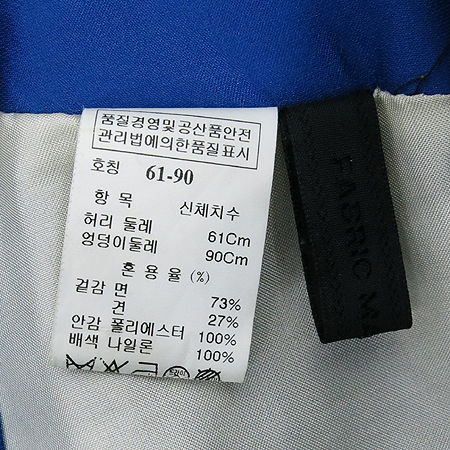 품질경영및공산품안전
관리법에의한품질표시
호칭 61-90
항 목 신체치수
허리 둘레 61Cm
엉덩이둘레 90Cm
혼 용 율 (%)
겉감 면 73%
견 27%
안감 폴리에스터 100%
배색 나일론 100%
FABRIC MA